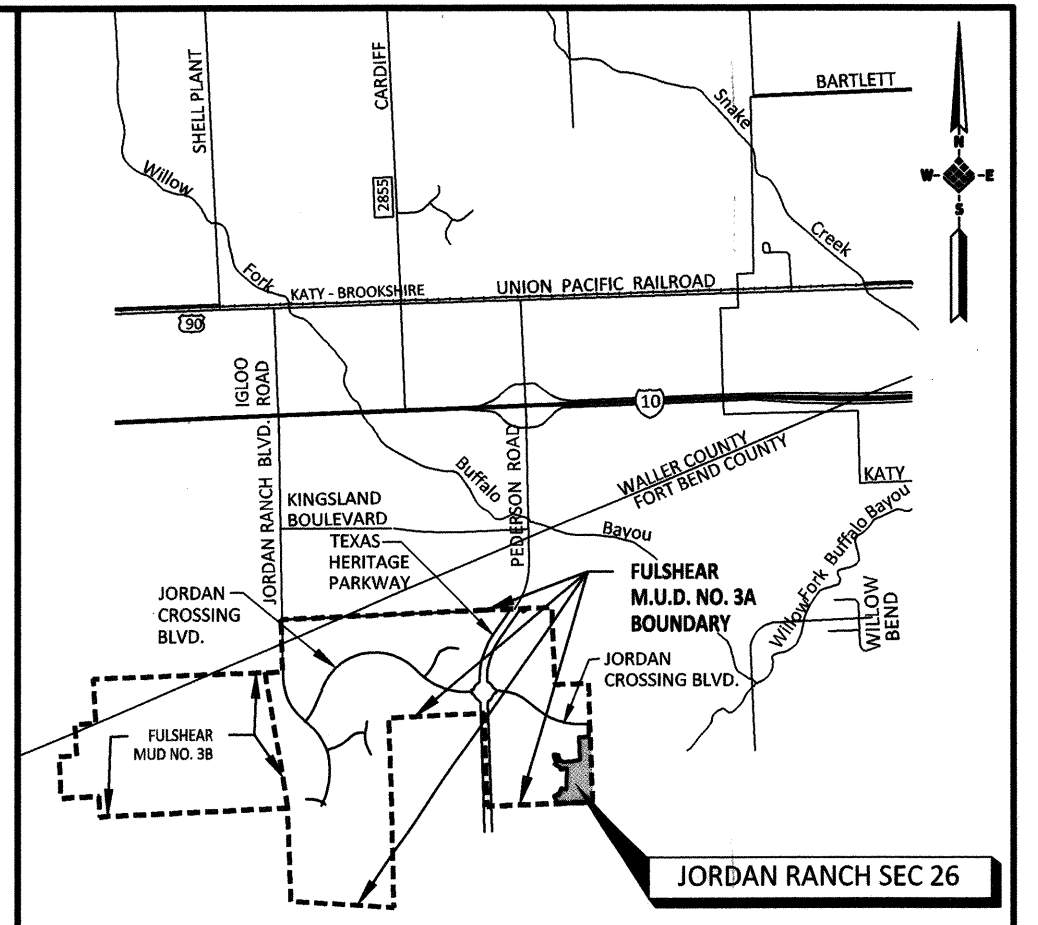 SHELL PLANT
CARDIFF
BARTLETT
Snake
N
W E
S
Willow
2855
Creek
Fork
KATY - BROOKSHIRE
UNION PACIFIC RAILROAD
90
IGLOO
ROAD
10
JORDAN RANCH BLVD.
PEDERSON ROAD
WALLER COUNTY
FORT BEND COUNTY
KATY
Buffalo
KINGSLAND
BOULEVARD
Bayou
TEXAS
HERITAGE
PARKWAY
Willow Fork Buffalo Bayou
WILLOW
BEND
FULSHEAR
M.U.D. NO. 3A
BOUNDARY
JORDAN
CROSSING
BLVD.
JORDAN
CROSSING BLVD.
FULSHEAR
MUD NO. 3B
JORDAN RANCH SEC 26